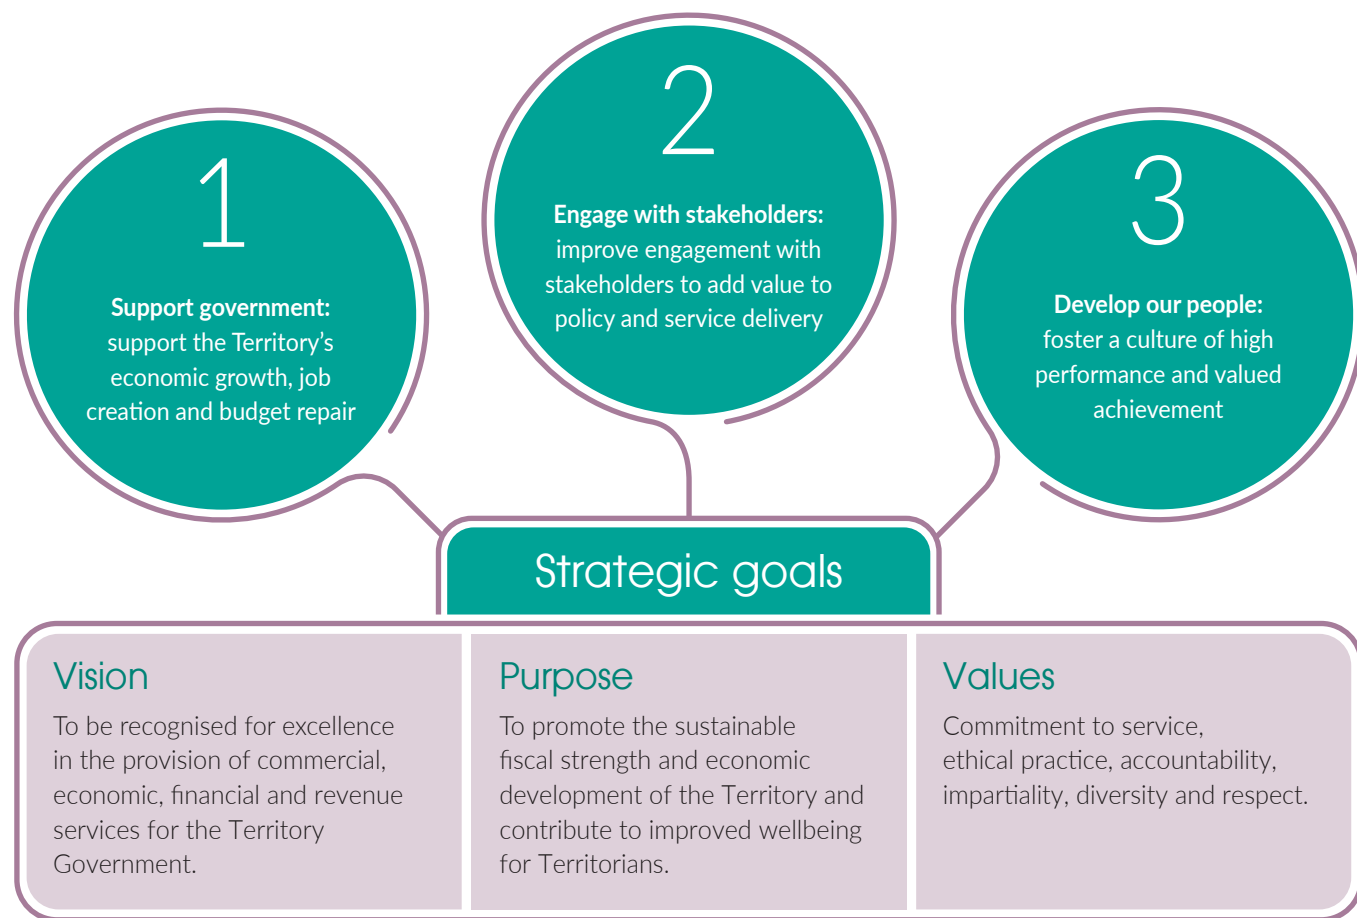 1
Support government:
support the Territory's
economic growth, job
creation and budget repair
2
Engage with stakeholders:
improve engagement with
stakeholders to add value to
policy and service delivery
3
Develop our people:
foster a culture of high
performance and valued
achievement
Strategic goals
Vision
To be recognised for excellence
in the provision of commercial,
economic, financial and revenue
services for the Territory
Government.
Purpose
To promote the sustainable
fiscal strength and economic
development of the Territory and
contribute to improved wellbeing
for Territorians.
Values
Commitment to service,
ethical practice, accountability,
impartiality, diversity and respect.